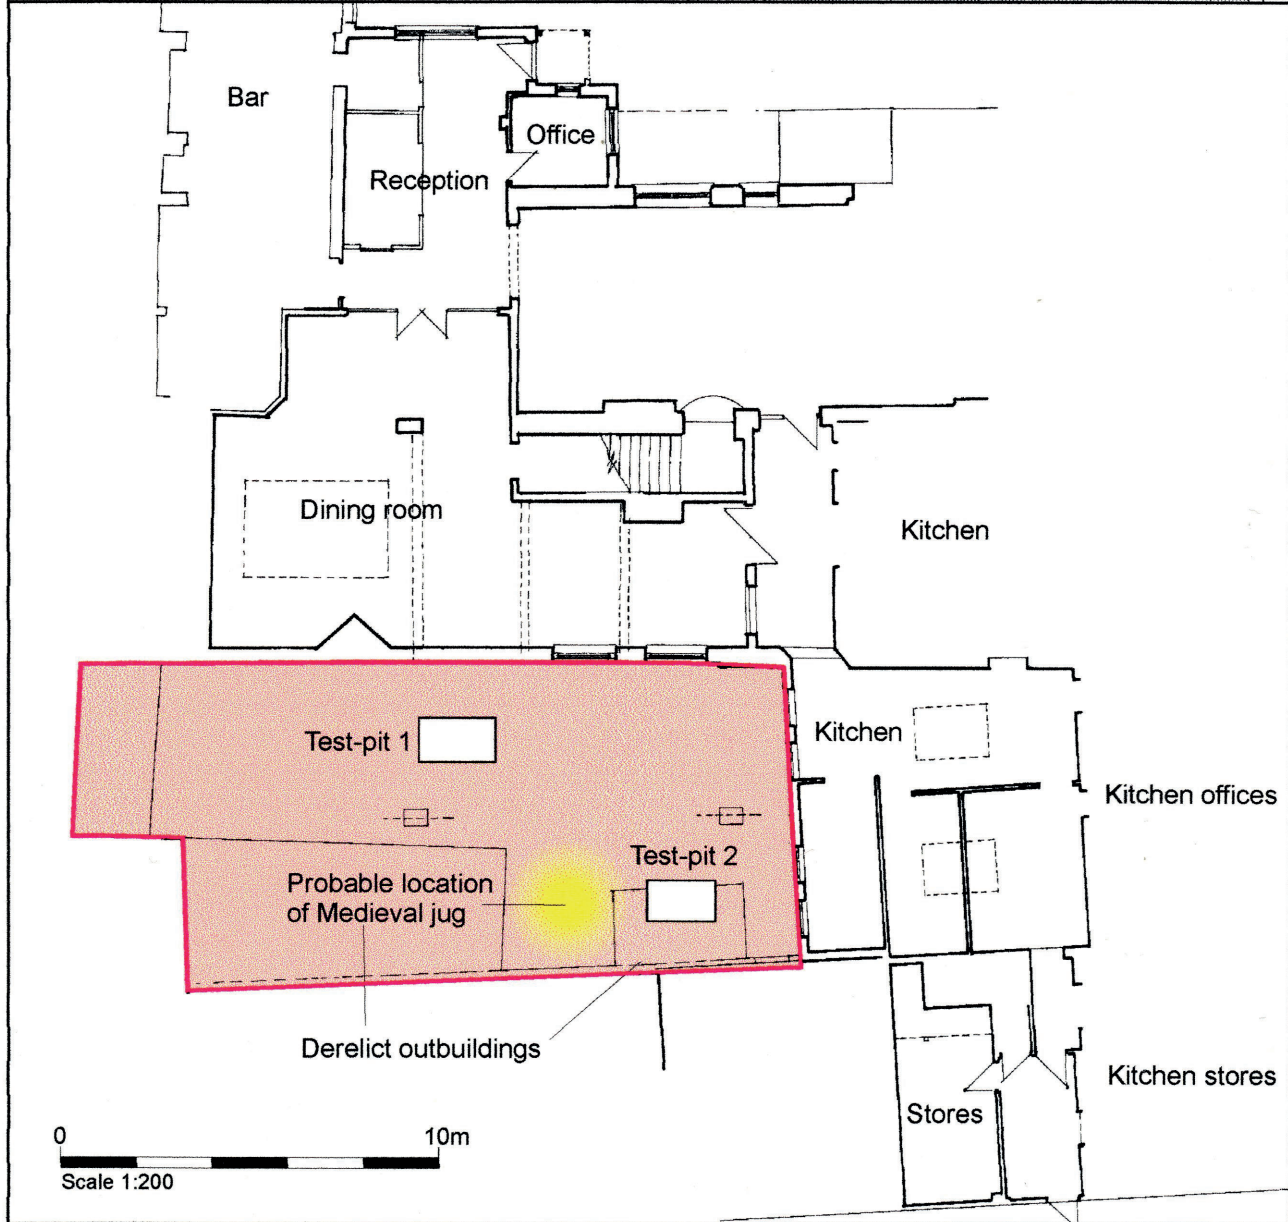 Bar
Office
Reception
Dining room
Kitchen
Test-pit 1
Kitchen
Kitchen offices
Test-pit 2
Probable location
of Medieval jug
Derelict outbuildings
Kitchen stores
Stores
0 10m
Scale 1:200